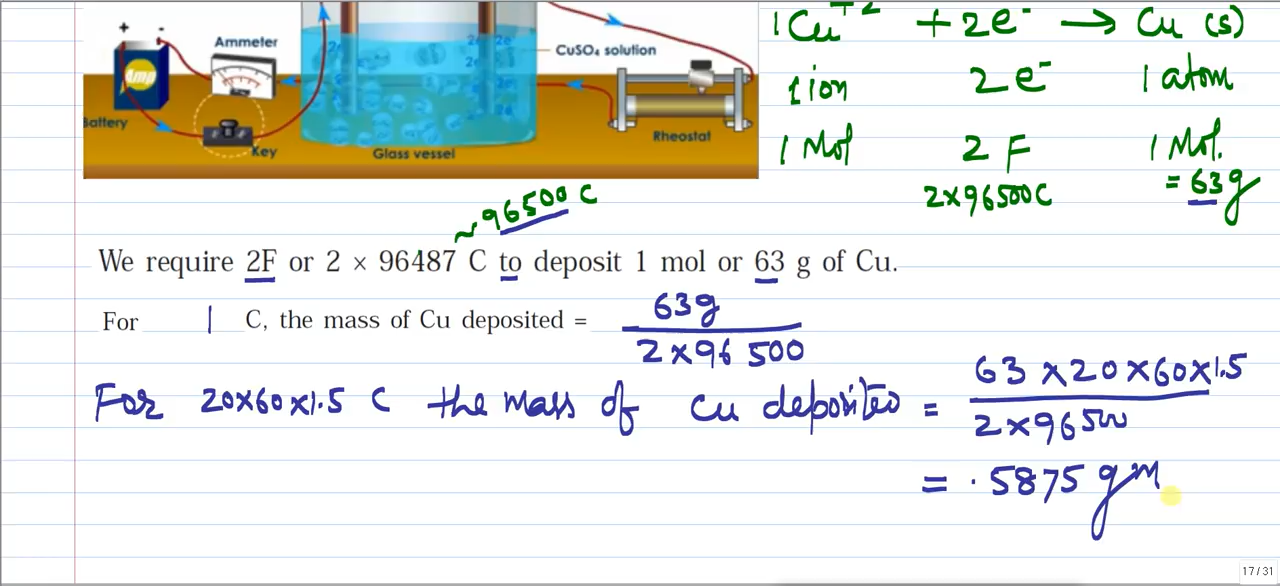 + -
Ammeter
Amp
CuSO₄ solution
Battery
Key
Glass vessel
Rheostat
1Cu⁺² + 2e⁻ → Cu (s)
1 ion 2e⁻ 1 atom
1 Mol 2 F 1 Mol.
2×96500C = 63g
~96500 C
We require 2F or 2 × 96487 C to deposit 1 mol or 63 g of Cu.
For 1 C, the mass of Cu deposited = 63g / 2×96500
For 20×60×1.5 C the mass of Cu deposited = 63×20×60×1.5 / 2×96500
= .5875 gm
17 / 31